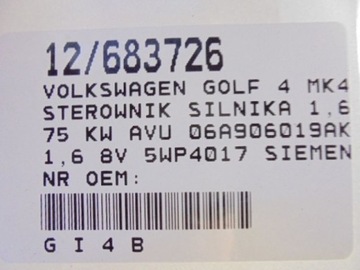 12/683726
VOLKSWAGEN GOLF 4 MK4
STEROWNIK SILNIKA 1,6
75 KW AVU 06A906019AK
1,6 8V 5WP4017 SIEMEN
NR OEM:
G I 4 B